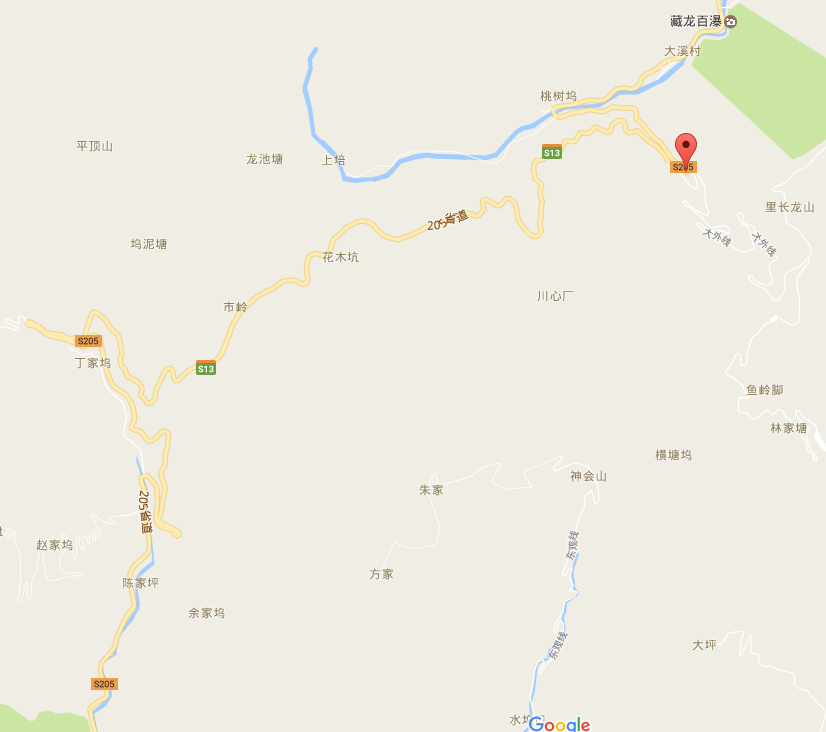 藏龙百瀑
大溪村
桃树坞
平顶山
龙池塘
上培
S13
S205
里长龙山
205省道
大外线
大外线
坞泥塘
花木坑
川心厂
市岭
S205
丁家坞
S13
鱼岭脚
林家塘
横塘坞
神会山
朱家
205省道
赵家坞
东观线
方家
陈家坪
余家坞
东观线
大坪
S205
水坞
Google